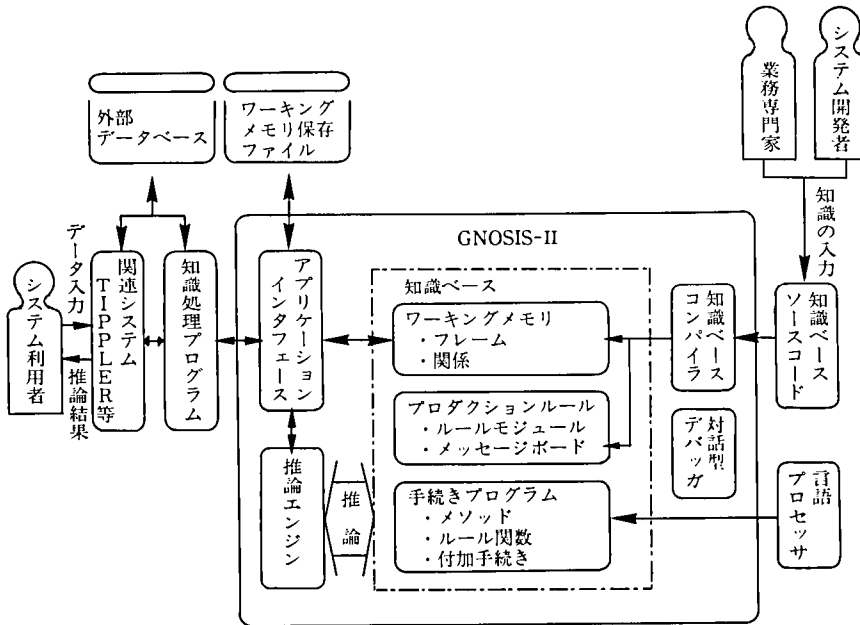 システム開発者
業務専門家
外部
データベース
ワーキング
メモリ保存
ファイル
知識の入力
GNOSIS-II
データ入力
システム利用者
推論結果
関連システム
TIPPLER等
知識処理プログラム
アプリケーション
インタフェース
知識ベース
ワーキングメモリ
・フレーム
・関係
プロダクションルール
・ルールモジュール
・メッセージボード
手続きプログラム
・メソッド
・ルール関数
・付加手続き
推論エンジン
推論
知識ベース
コンパイラ
対話型
デバッガ
知識ベース
ソースコード
言語
プロセッサ